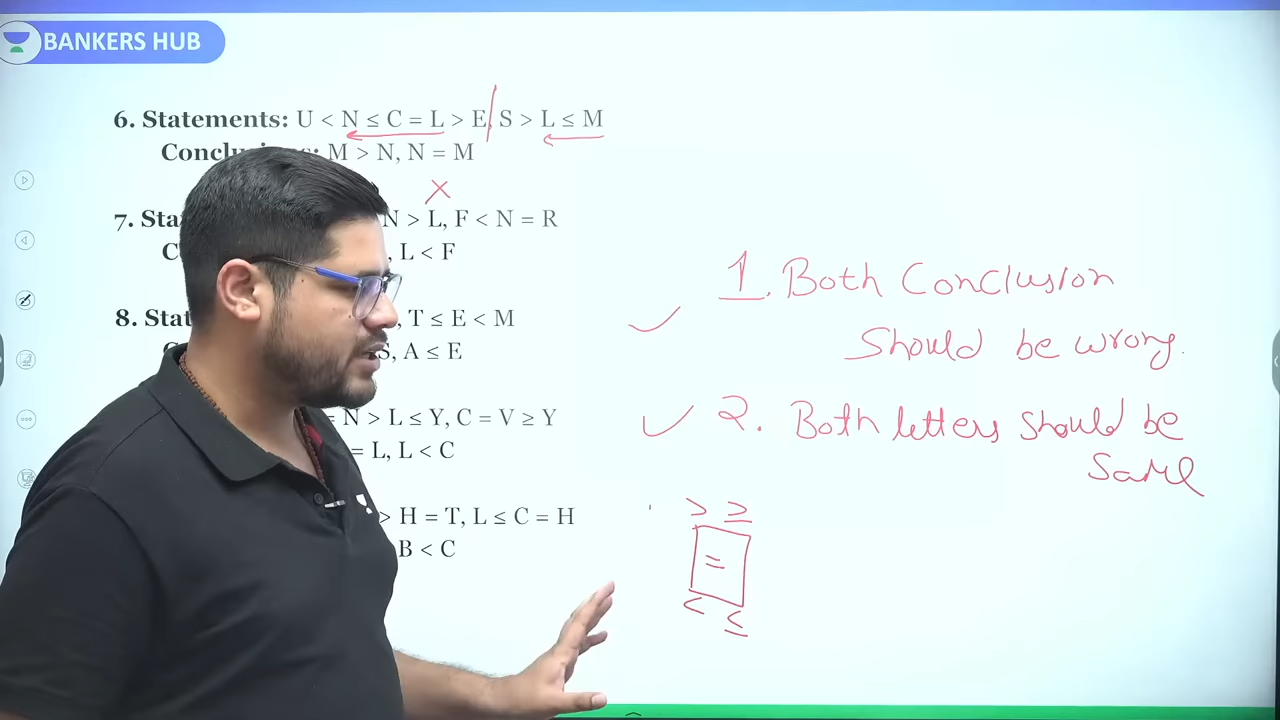 BANKERS HUB
6. Statements: U < N ≤ C = L > E, S > L ≤ M
Conclusions: M > N, N = M
×
7. Sta N > L, F < N = R
C , L < F
1. Both Conclusion
Should be wrong.
8. Stat , T ≤ E < M
S, A ≤ E
2. Both letters should be
Same
= N > L ≤ Y, C = V ≥ Y
= L, L < C
> ≥
=
< ≤
> H = T, L ≤ C = H
B < C